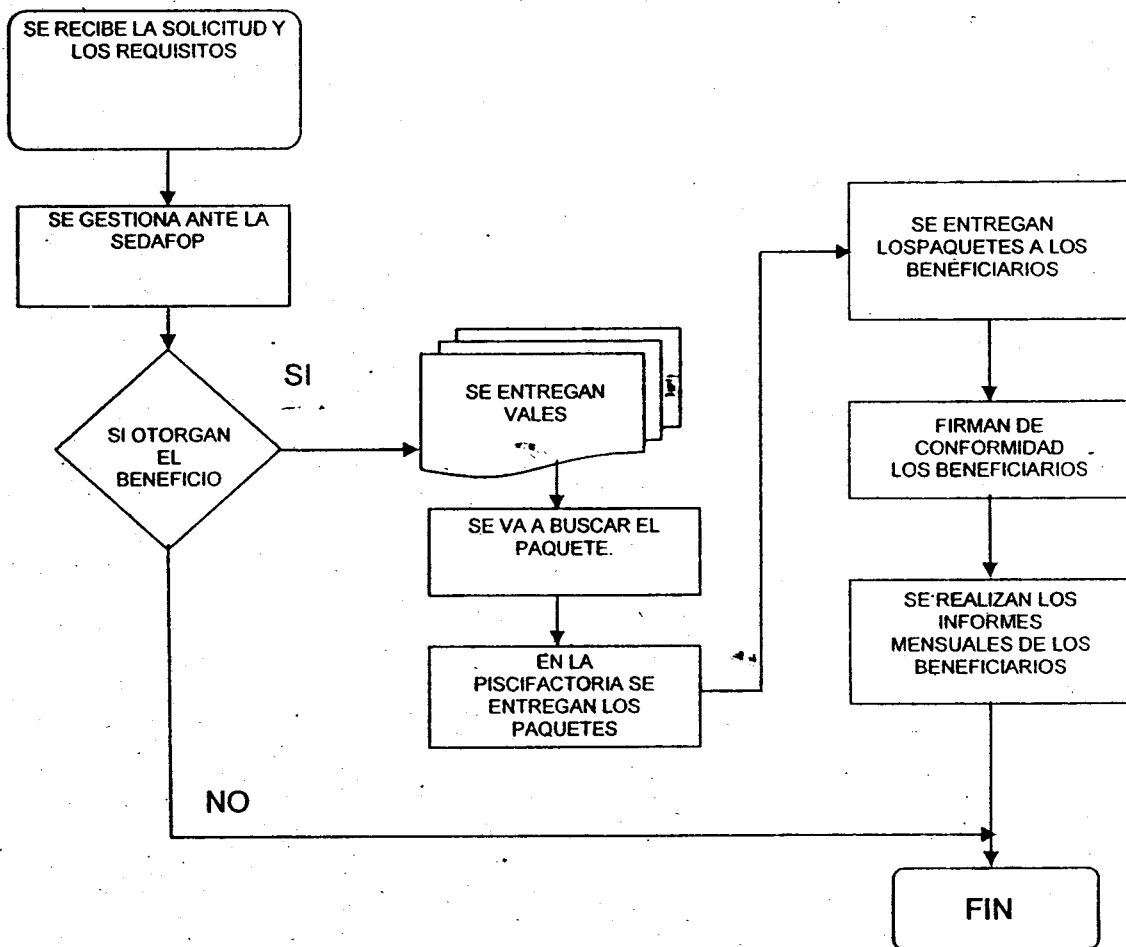 SE RECIBE LA SOLICITUD Y
LOS REQUISITOS
SE GESTIONA ANTE LA
SEDAFOP
SI OTORGAN
EL
BENEFICIO
SI
NO
SE ENTREGAN
VALES
SE VA A BUSCAR EL
PAQUETE.
EN LA
PISCIFACTORIA SE
ENTREGAN LOS
PAQUETES
SE ENTREGAN
LOSPAQUETES A LOS
BENEFICIARIOS
FIRMAN DE
CONFORMIDAD
LOS BENEFICIARIOS
SE REALIZAN LOS
INFORMES
MENSUALES DE LOS
BENEFICIARIOS
FIN